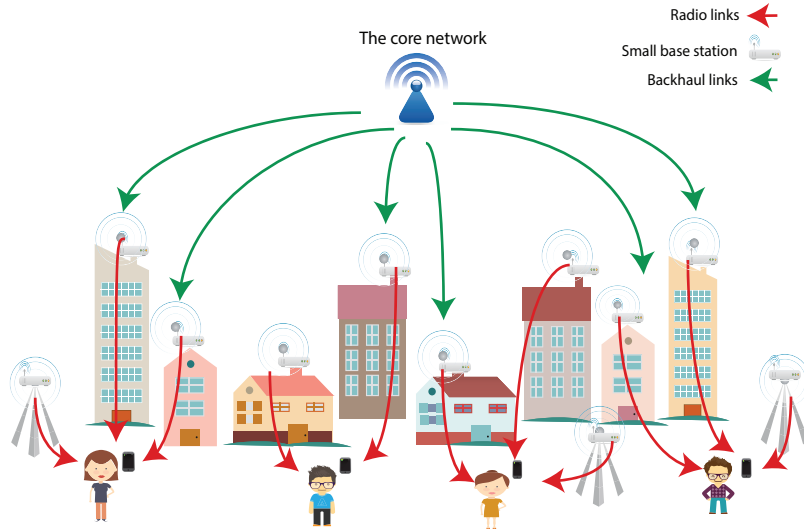 Radio links
The core network
Small base station
Backhaul links